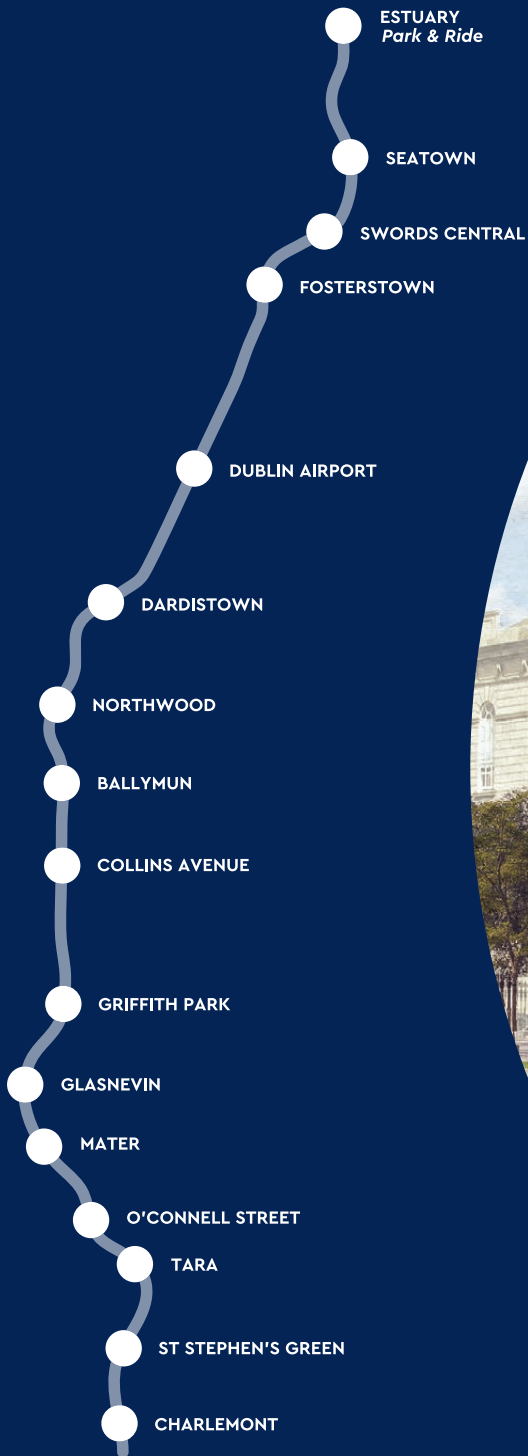 ESTUARY
Park & Ride
SEATOWN
SWORDS CENTRAL
FOSTERSTOWN
DUBLIN AIRPORT
DARDISTOWN
NORTHWOOD
BALLYMUN
COLLINS AVENUE
GRIFFITH PARK
GLASNEVIN
MATER
O'CONNELL STREET
TARA
ST STEPHEN'S GREEN
CHARLEMONT